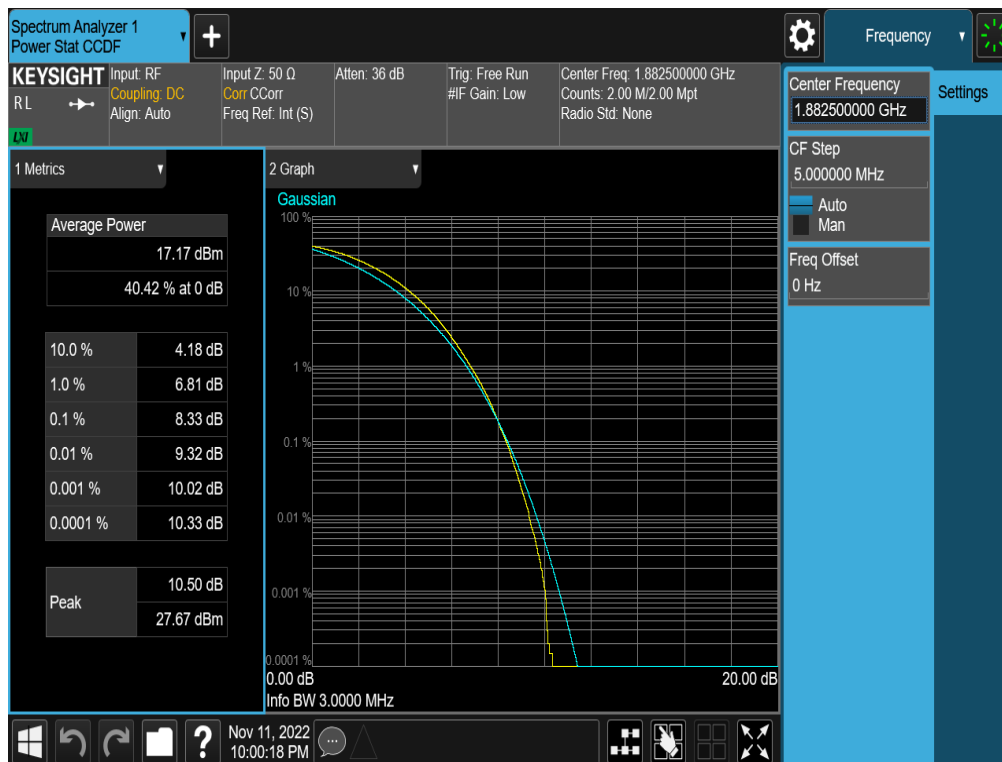 Spectrum Analyzer 1
Power Stat CCDF
+
Frequency
KEYSIGHT
RL
LXI
Input: RF
Coupling: DC
Align: Auto
Input Z: 50 Ω
Corr CCorr
Freq Ref: Int (S)
Atten: 36 dB
Trig: Free Run
#IF Gain: Low
Center Freq: 1.882500000 GHz
Counts: 2.00 M/2.00 Mpt
Radio Std: None
Center Frequency
1.882500000 GHz
Settings
CF Step
5.000000 MHz
Auto
Man
Freq Offset
0 Hz
1 Metrics
Average Power
17.17 dBm
40.42 % at 0 dB
10.0 % 4.18 dB
1.0 % 6.81 dB
0.1 % 8.33 dB
0.01 % 9.32 dB
0.001 % 10.02 dB
0.0001 % 10.33 dB
Peak
10.50 dB
27.67 dBm
2 Graph
Gaussian
100 %
10 %
1 %
0.1 %
0.01 %
0.001 %
0.0001 %
0.00 dB 20.00 dB
Info BW 3.0000 MHz
?
Nov 11, 2022
10:00:18 PM